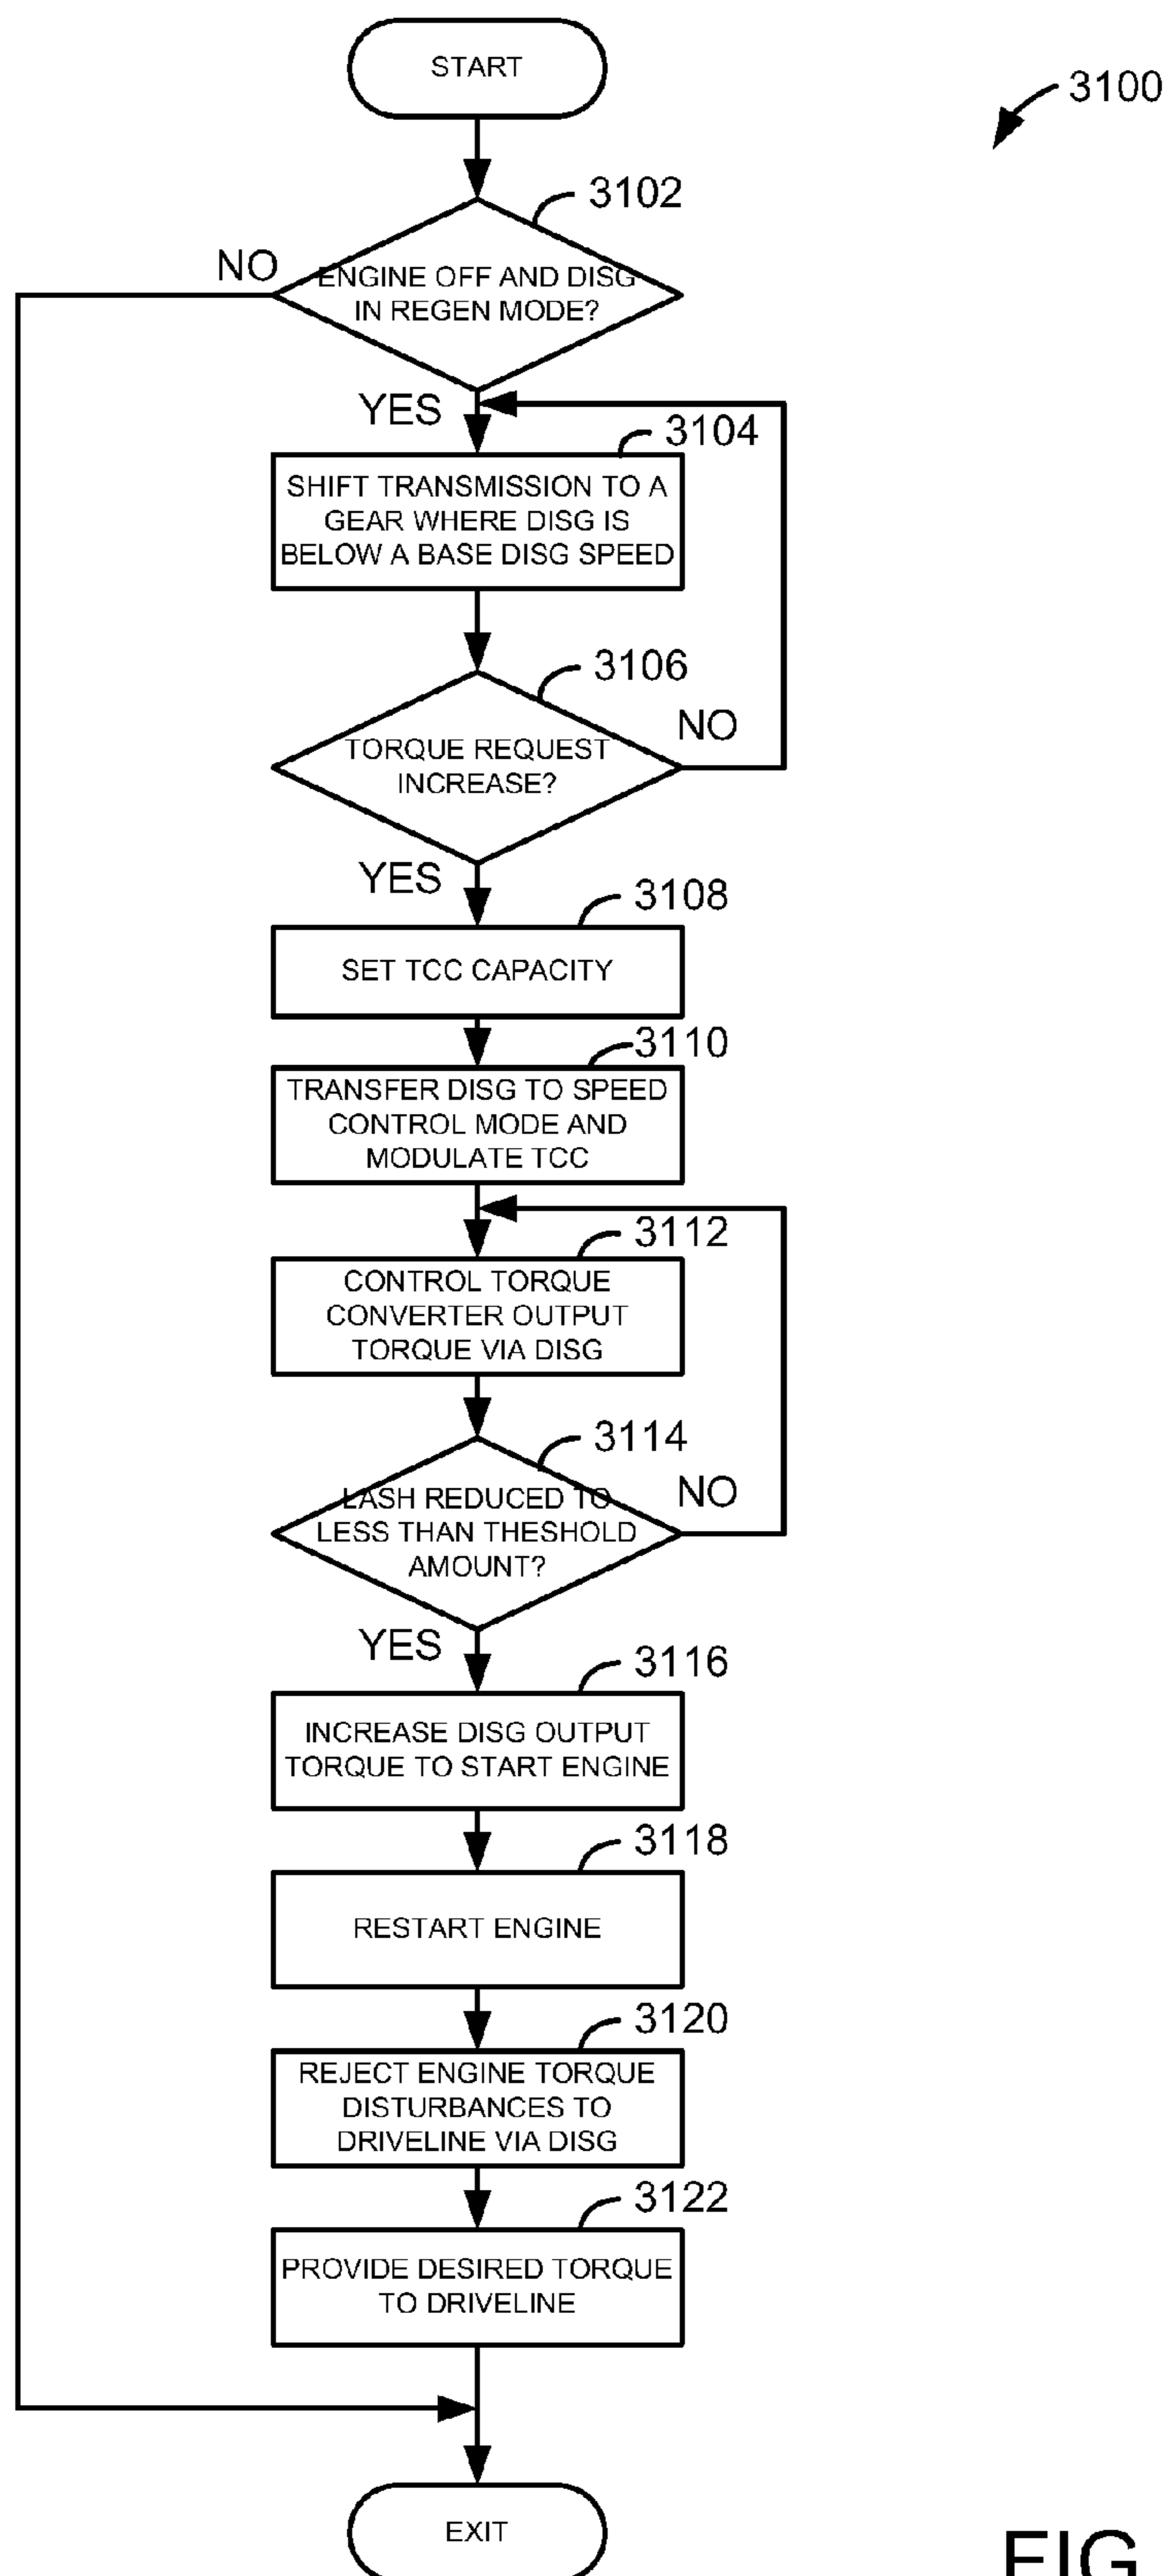 START
3100
3102
NO
ENGINE OFF AND DISG
IN REGEN MODE?
YES
3104
SHIFT TRANSMISSION TO A
GEAR WHERE DISG IS
BELOW A BASE DISG SPEED
3106
NO
TORQUE REQUEST
INCREASE?
YES
3108
SET TCC CAPACITY
3110
TRANSFER DISG TO SPEED
CONTROL MODE AND
MODULATE TCC
3112
CONTROL TORQUE
CONVERTER OUTPUT
TORQUE VIA DISG
3114
NO
LASH REDUCED TO
LESS THAN THESHOLD
AMOUNT?
YES
3116
INCREASE DISG OUTPUT
TORQUE TO START ENGINE
3118
RESTART ENGINE
3120
REJECT ENGINE TORQUE
DISTURBANCES TO
DRIVELINE VIA DISG
3122
PROVIDE DESIRED TORQUE
TO DRIVELINE
EXIT
FIG